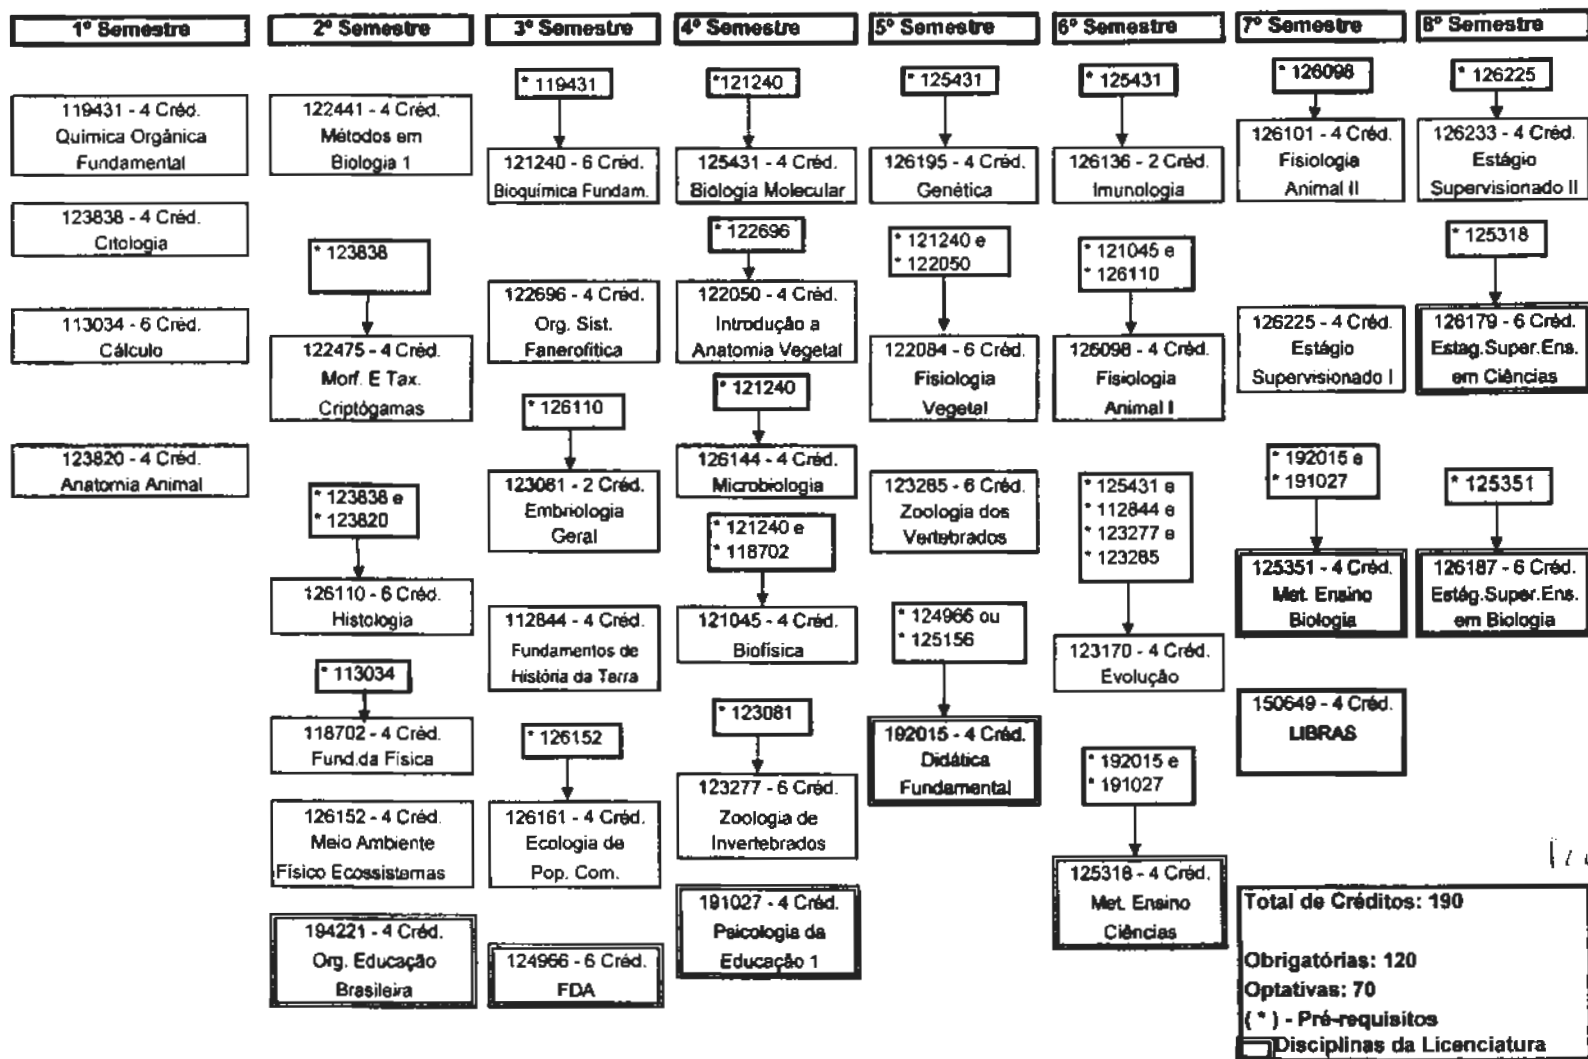 1º Semestre
119431 - 4 Créd.
Química Orgânica
Fundamental
123838 - 4 Créd.
Citologia
113034 - 6 Créd.
Cálculo
123820 - 4 Créd.
Anatomia Animal
2º Semestre
122441 - 4 Créd.
Métodos em
Biologia 1
* 123838
122475 - 4 Créd.
Morf. E Tax.
Criptógamas
* 123838 e
* 123820
126110 - 6 Créd.
Histologia
* 113034
118702 - 4 Créd.
Fund.da Física
126152 - 4 Créd.
Meio Ambiente
Físico Ecossistemas
194221 - 4 Créd.
Org. Educação
Brasileira
3º Semestre
* 119431
121240 - 6 Créd.
Bioquímica Fundam.
122696 - 4 Créd.
Org. Sist.
Fanerofítica
* 126110
123081 - 2 Créd.
Embriologia
Geral
112844 - 4 Créd.
Fundamentos de
História da Terra
* 126152
126161 - 4 Créd.
Ecologia de
Pop. Com.
124966 - 6 Créd.
FDA
4º Semestre
*121240
125431 - 4 Créd.
Biologia Molecular
* 122696
122050 - 4 Créd.
Introdução a
Anatomia Vegetal
* 121240
126144 - 4 Créd.
Microbiologia
* 121240 e
* 118702
121045 - 4 Créd.
Biofísica
* 123081
123277 - 6 Créd.
Zoologia de
Invertebrados
191027 - 4 Créd.
Psicologia da
Educação 1
5º Semestre
* 125431
126195 - 4 Créd.
Genética
* 121240 e
* 122050
122084 - 6 Créd.
Fisiologia
Vegetal
123285 - 6 Créd.
Zoologia dos
Vertebrados
* 124966 ou
* 125156
192015 - 4 Créd.
Didática
Fundamental
6º Semestre
* 125431
126136 - 2 Créd.
Imunologia
* 121045 e
* 126110
126098 - 4 Créd.
Fisiologia
Animal I
* 125431 e
* 112844 e
* 123277 e
* 123285
123170 - 4 Créd.
Evolução
* 192015 e
* 191027
125318 - 4 Créd.
Met. Ensino
Ciências
7º Semestre
* 126098
126101 - 4 Créd.
Fisiologia
Animal II
126225 - 4 Créd.
Estágio
Supervisionado I
* 192015 e
* 191027
125351 - 4 Créd.
Met. Ensino
Biologia
150649 - 4 Créd.
LIBRAS
8º Semestre
* 126225
126233 - 4 Créd.
Estágio
Supervisionado II
* 125318
126179 - 6 Créd.
Estag.Super.Ens.
em Ciências
* 125351
126187 - 6 Créd.
Estág.Super.Ens.
em Biologia
Total de Créditos: 190
Obrigatórias: 120
Optativas: 70
( * ) - Pré-requisitos
Disciplinas da Licenciatura